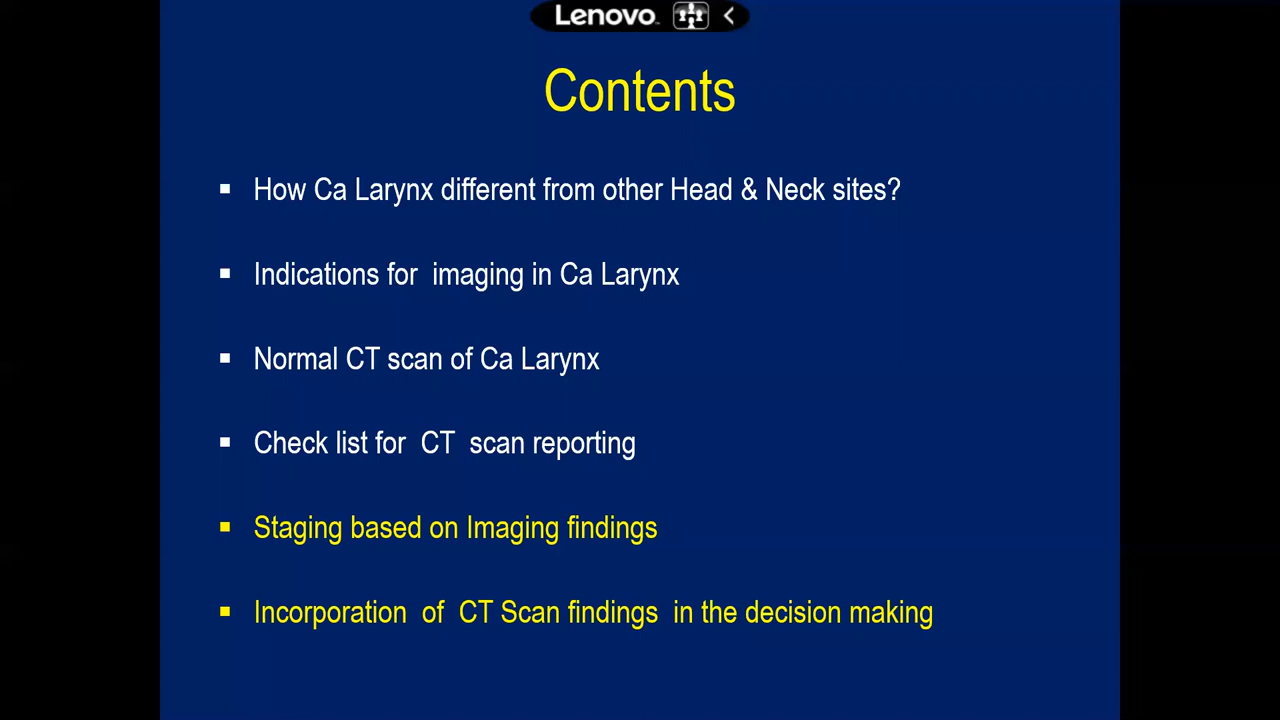 Lenovo
Contents
▪ How Ca Larynx different from other Head & Neck sites?
▪ Indications for imaging in Ca Larynx
▪ Normal CT scan of Ca Larynx
▪ Check list for CT scan reporting
▪ Staging based on Imaging findings
▪ Incorporation of CT Scan findings in the decision making